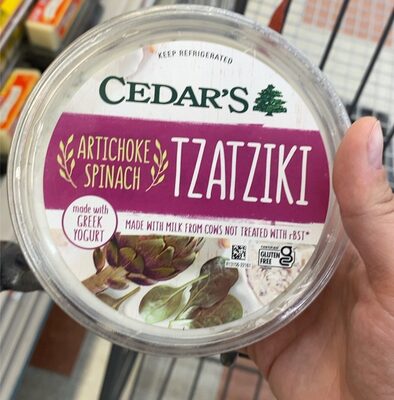 KEEP REFRIGERATED
CEDAR'S
ARTICHOKE
SPINACH
TZATZIKI
made with
GREEK
YOGURT
MADE WITH MILK FROM COWS NOT TREATED WITH rBST*
CERTIFIED
GLUTEN
FREE